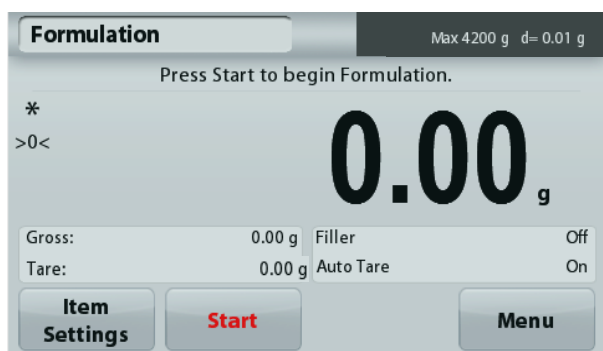 Formulation
Max 4200 g d= 0.01 g
Press Start to begin Formulation.
*
>0<
0.00 g
Gross: 0.00 g Filler Off
Tare: 0.00 g Auto Tare On
Item
Settings
Start
Menu